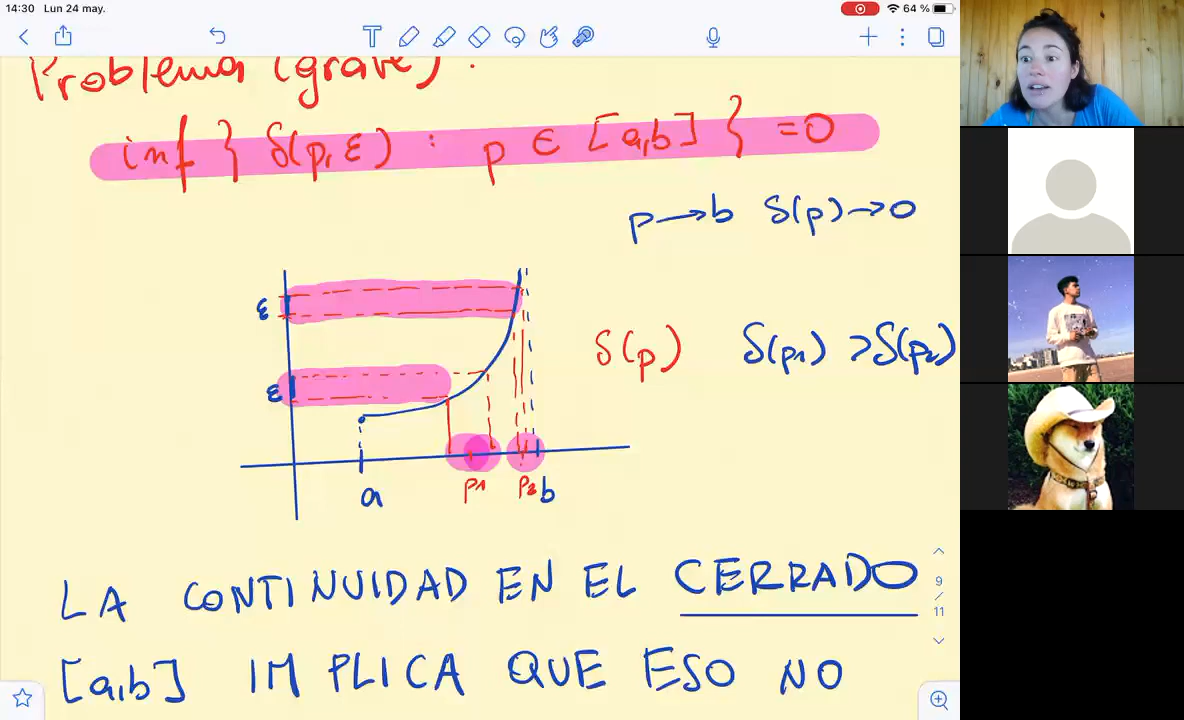 14:30 Lun 24 may.
64 %
Problema (grave) :
inf } δ(p, ε) : p ∈ [a,b] } = 0
p → b δ(p) → 0
ε
ε
δ(p) δ(p1) > δ(p2)
a p1 p2 b
LA CONTINUIDAD EN EL CERRADO
[a,b] IMPLICA QUE ESO NO
9
/
11